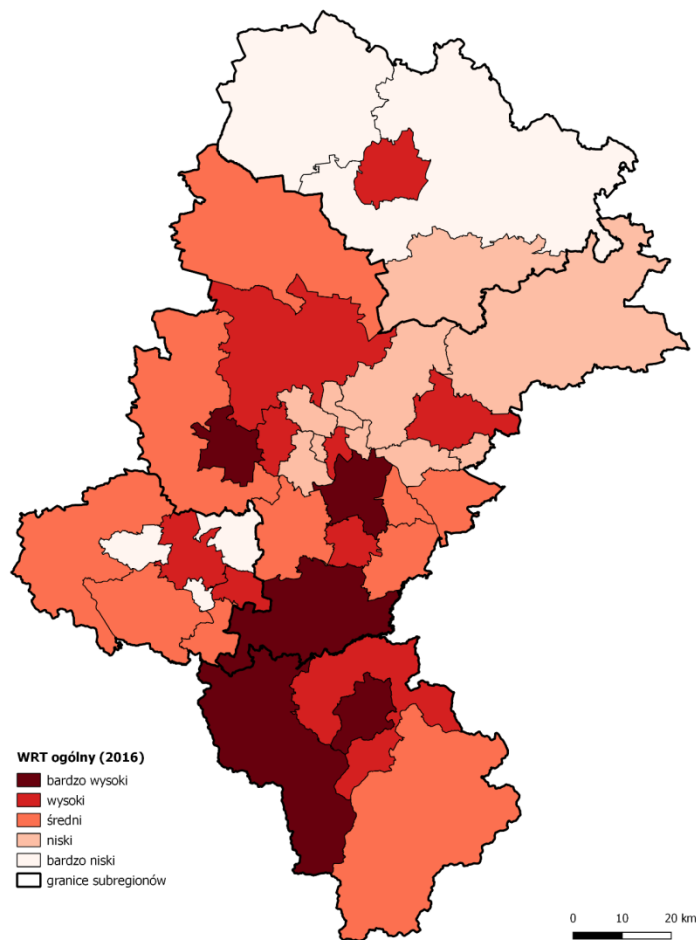 WRT ogólny (2016)
bardzo wysoki
wysoki
średni
niski
bardzo niski
granice subregionów
0 10 20 km